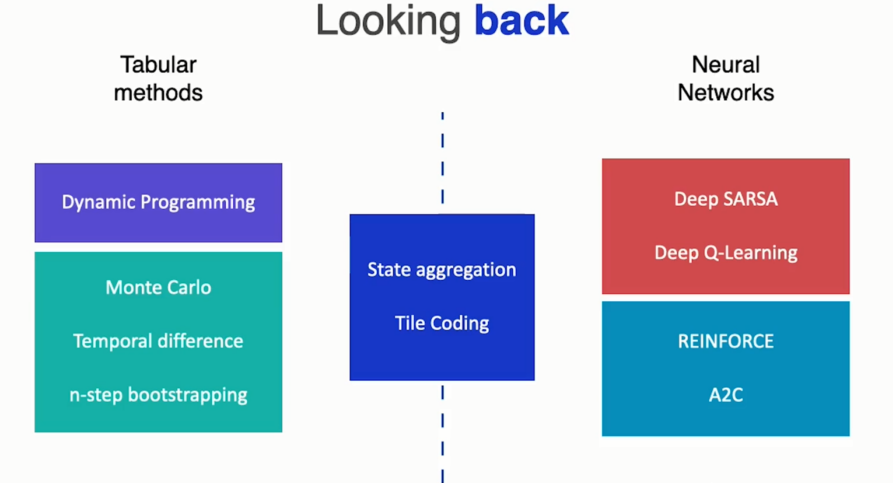 Looking back
Tabular
methods
Dynamic Programming
Monte Carlo
Temporal difference
n-step bootstrapping
State aggregation
Tile Coding
Neural
Networks
Deep SARSA
Deep Q-Learning
REINFORCE
A2C